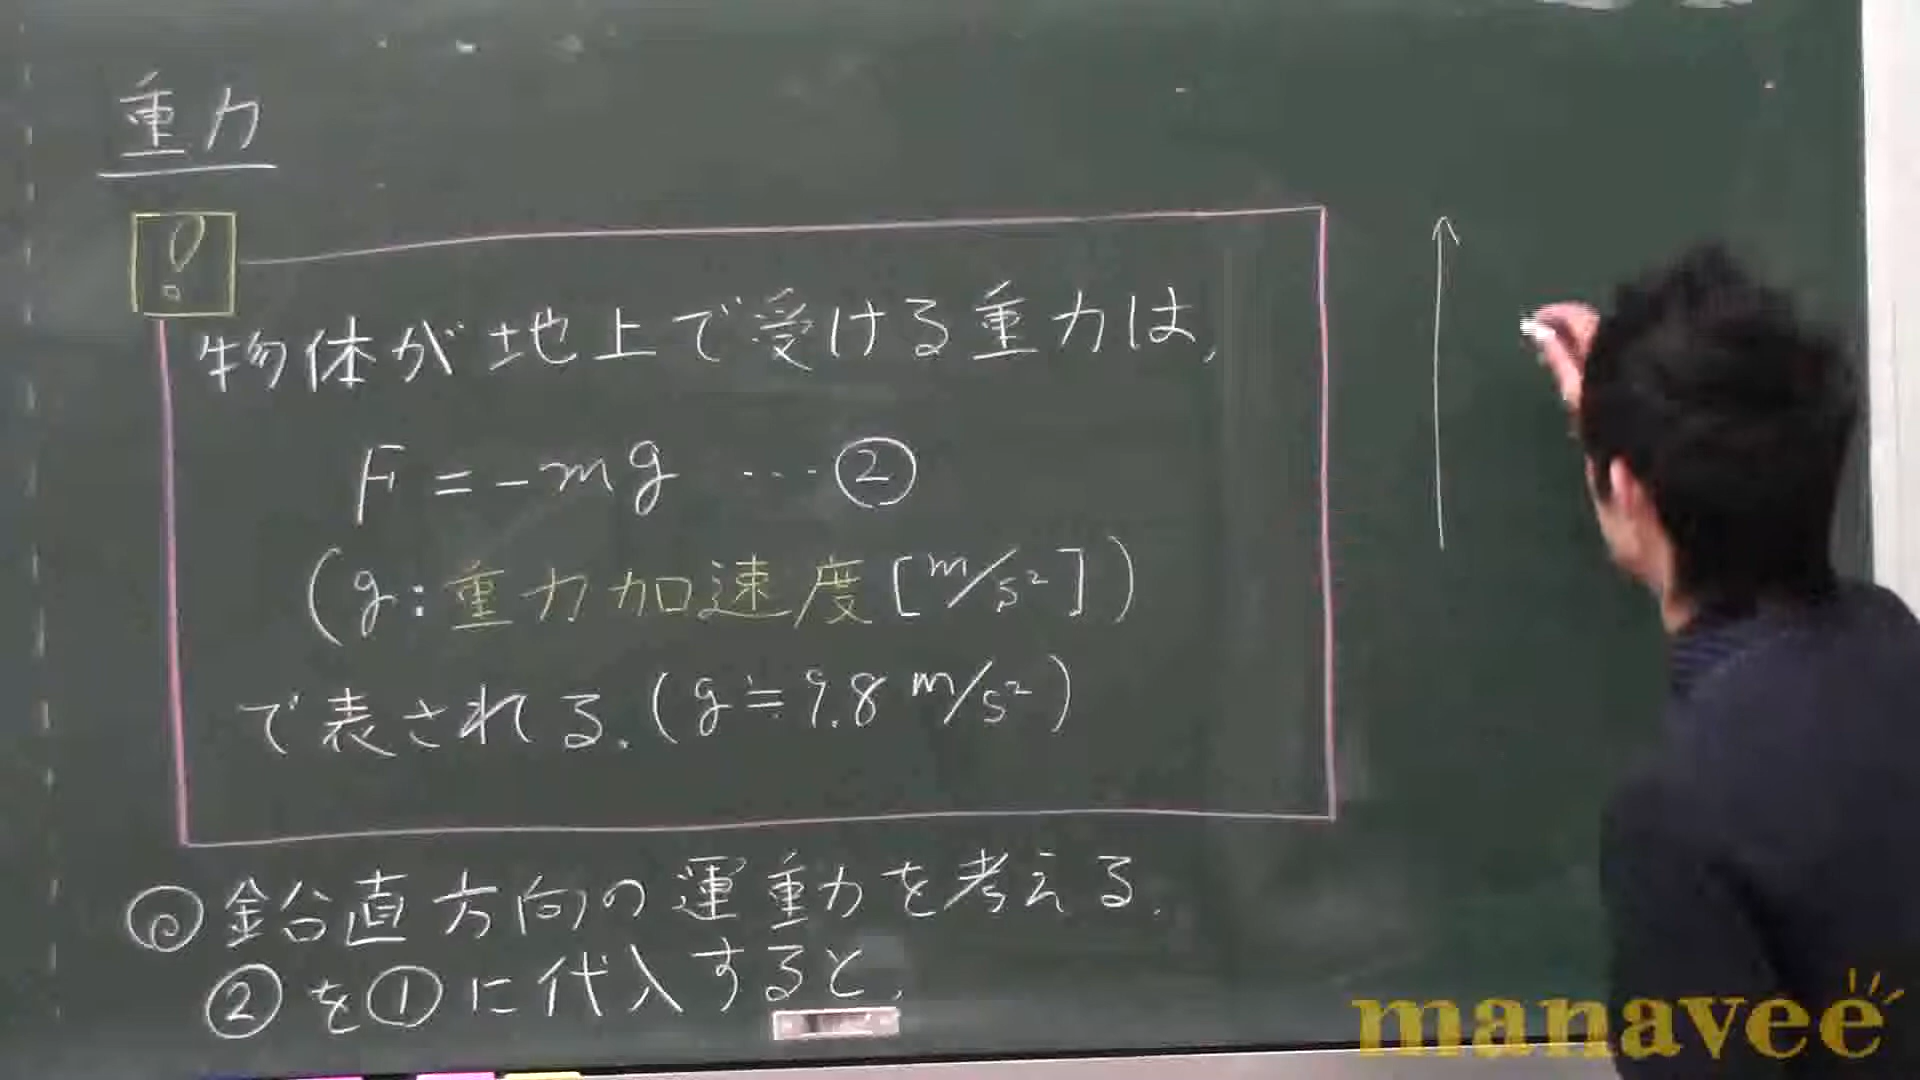 重力
!
物体が地上で受ける重力は,
F = -mg … ②
(g:重力加速度[m/s²])
で表される.(g≒9.8 m/s²)
◎鉛直方向の運動を考える.
②を①に代入すると,
manavee